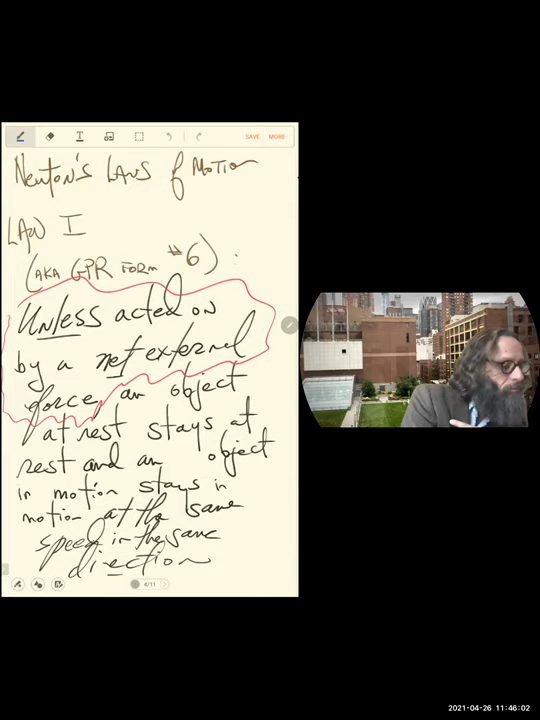 SAVE MORE
Newton's Laws of Motion
LAW I
(AKA GPR FORM #6).
UNLESS acted on
by a net external
force, an object
at rest stays at
rest and an object
in motion stays in
motion at the same
speed in the same
direction
4/11
2021-04-26 11:46:02